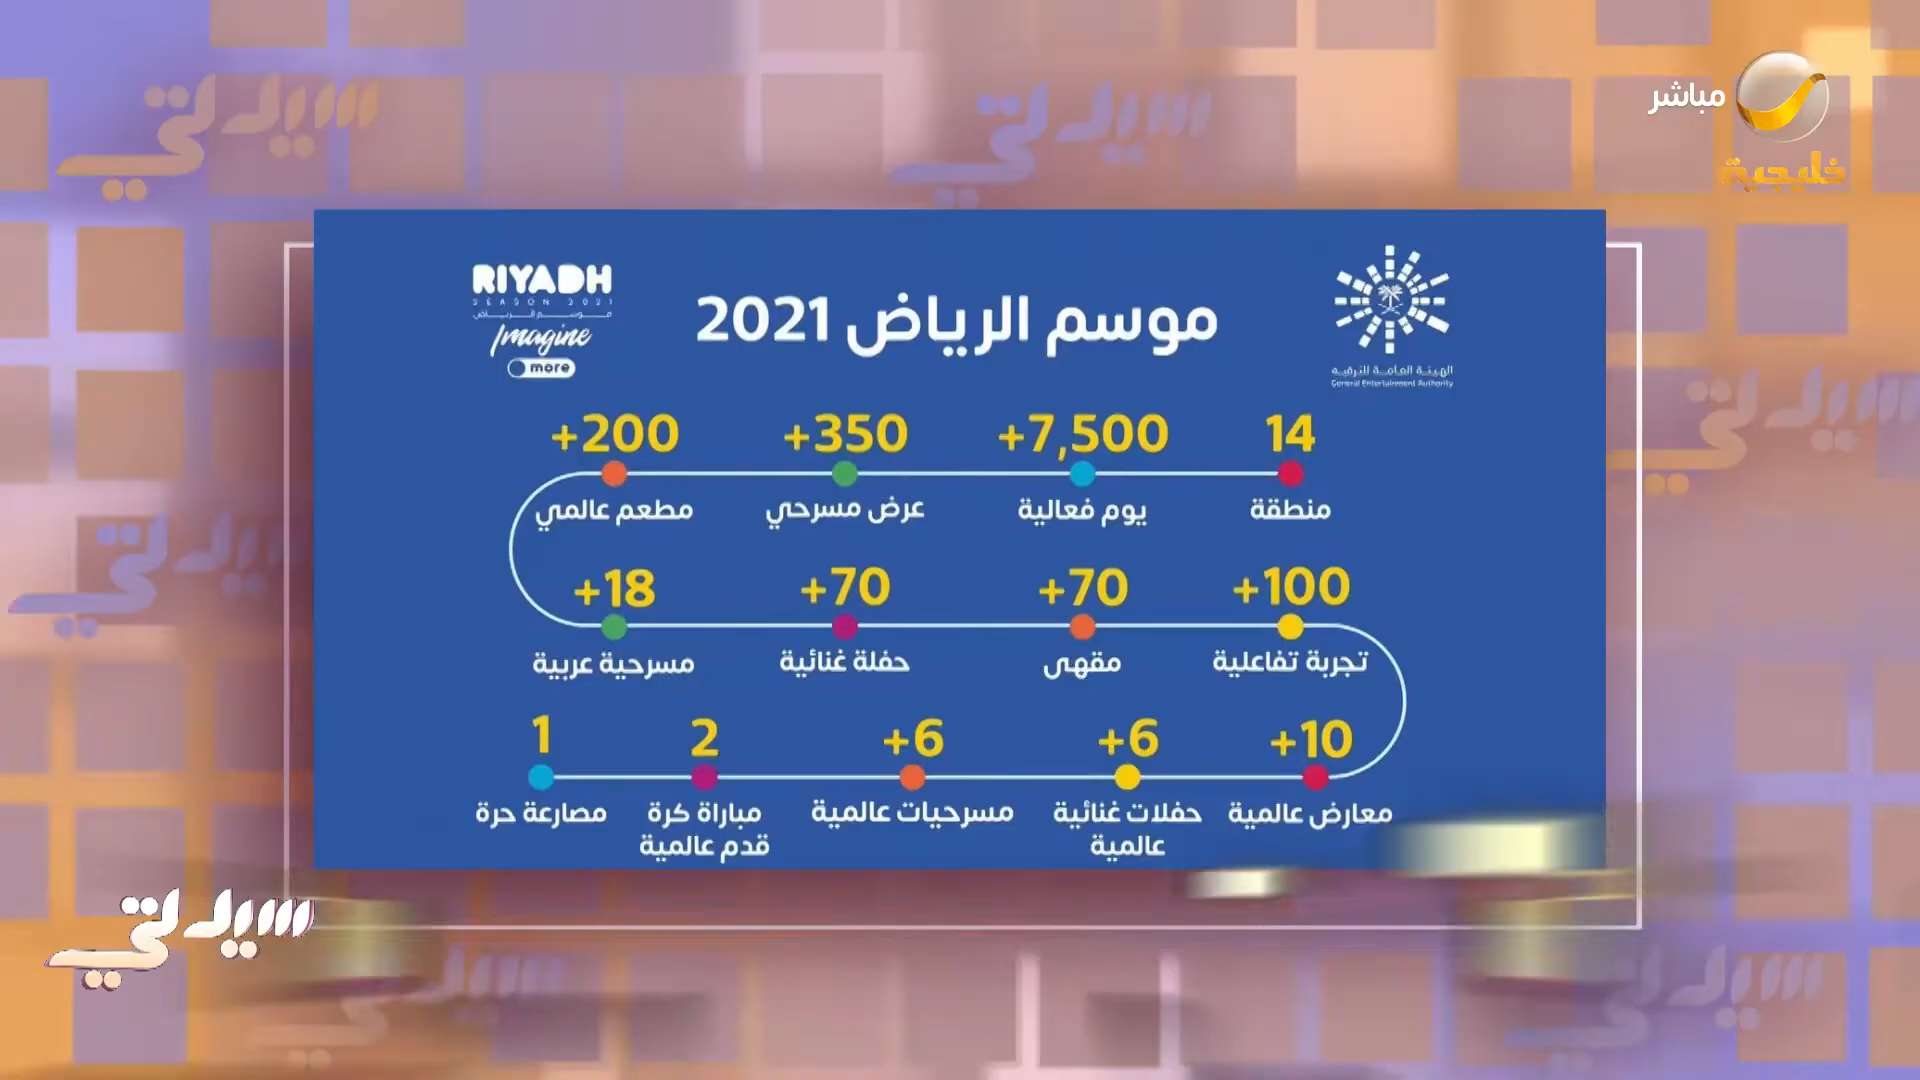 مباشر
خليجية
RIYADH
SEASON 2021
موسم الرياض
Imagine
more
موسم الرياض 2021
الهيئة العامة للترفيه
General Entertainment Authority
14
+7,500
+350
+200
منطقة
يوم فعالية
عرض مسرحي
مطعم عالمي
+100
+70
+70
+18
تجربة تفاعلية
مقهى
حفلة غنائية
مسرحية عربية
+10
+6
+6
2
1
معارض عالمية
حفلات غنائية
عالمية
مسرحيات عالمية
مباراة كرة
قدم عالمية
مصارعة حرة
سيدتي